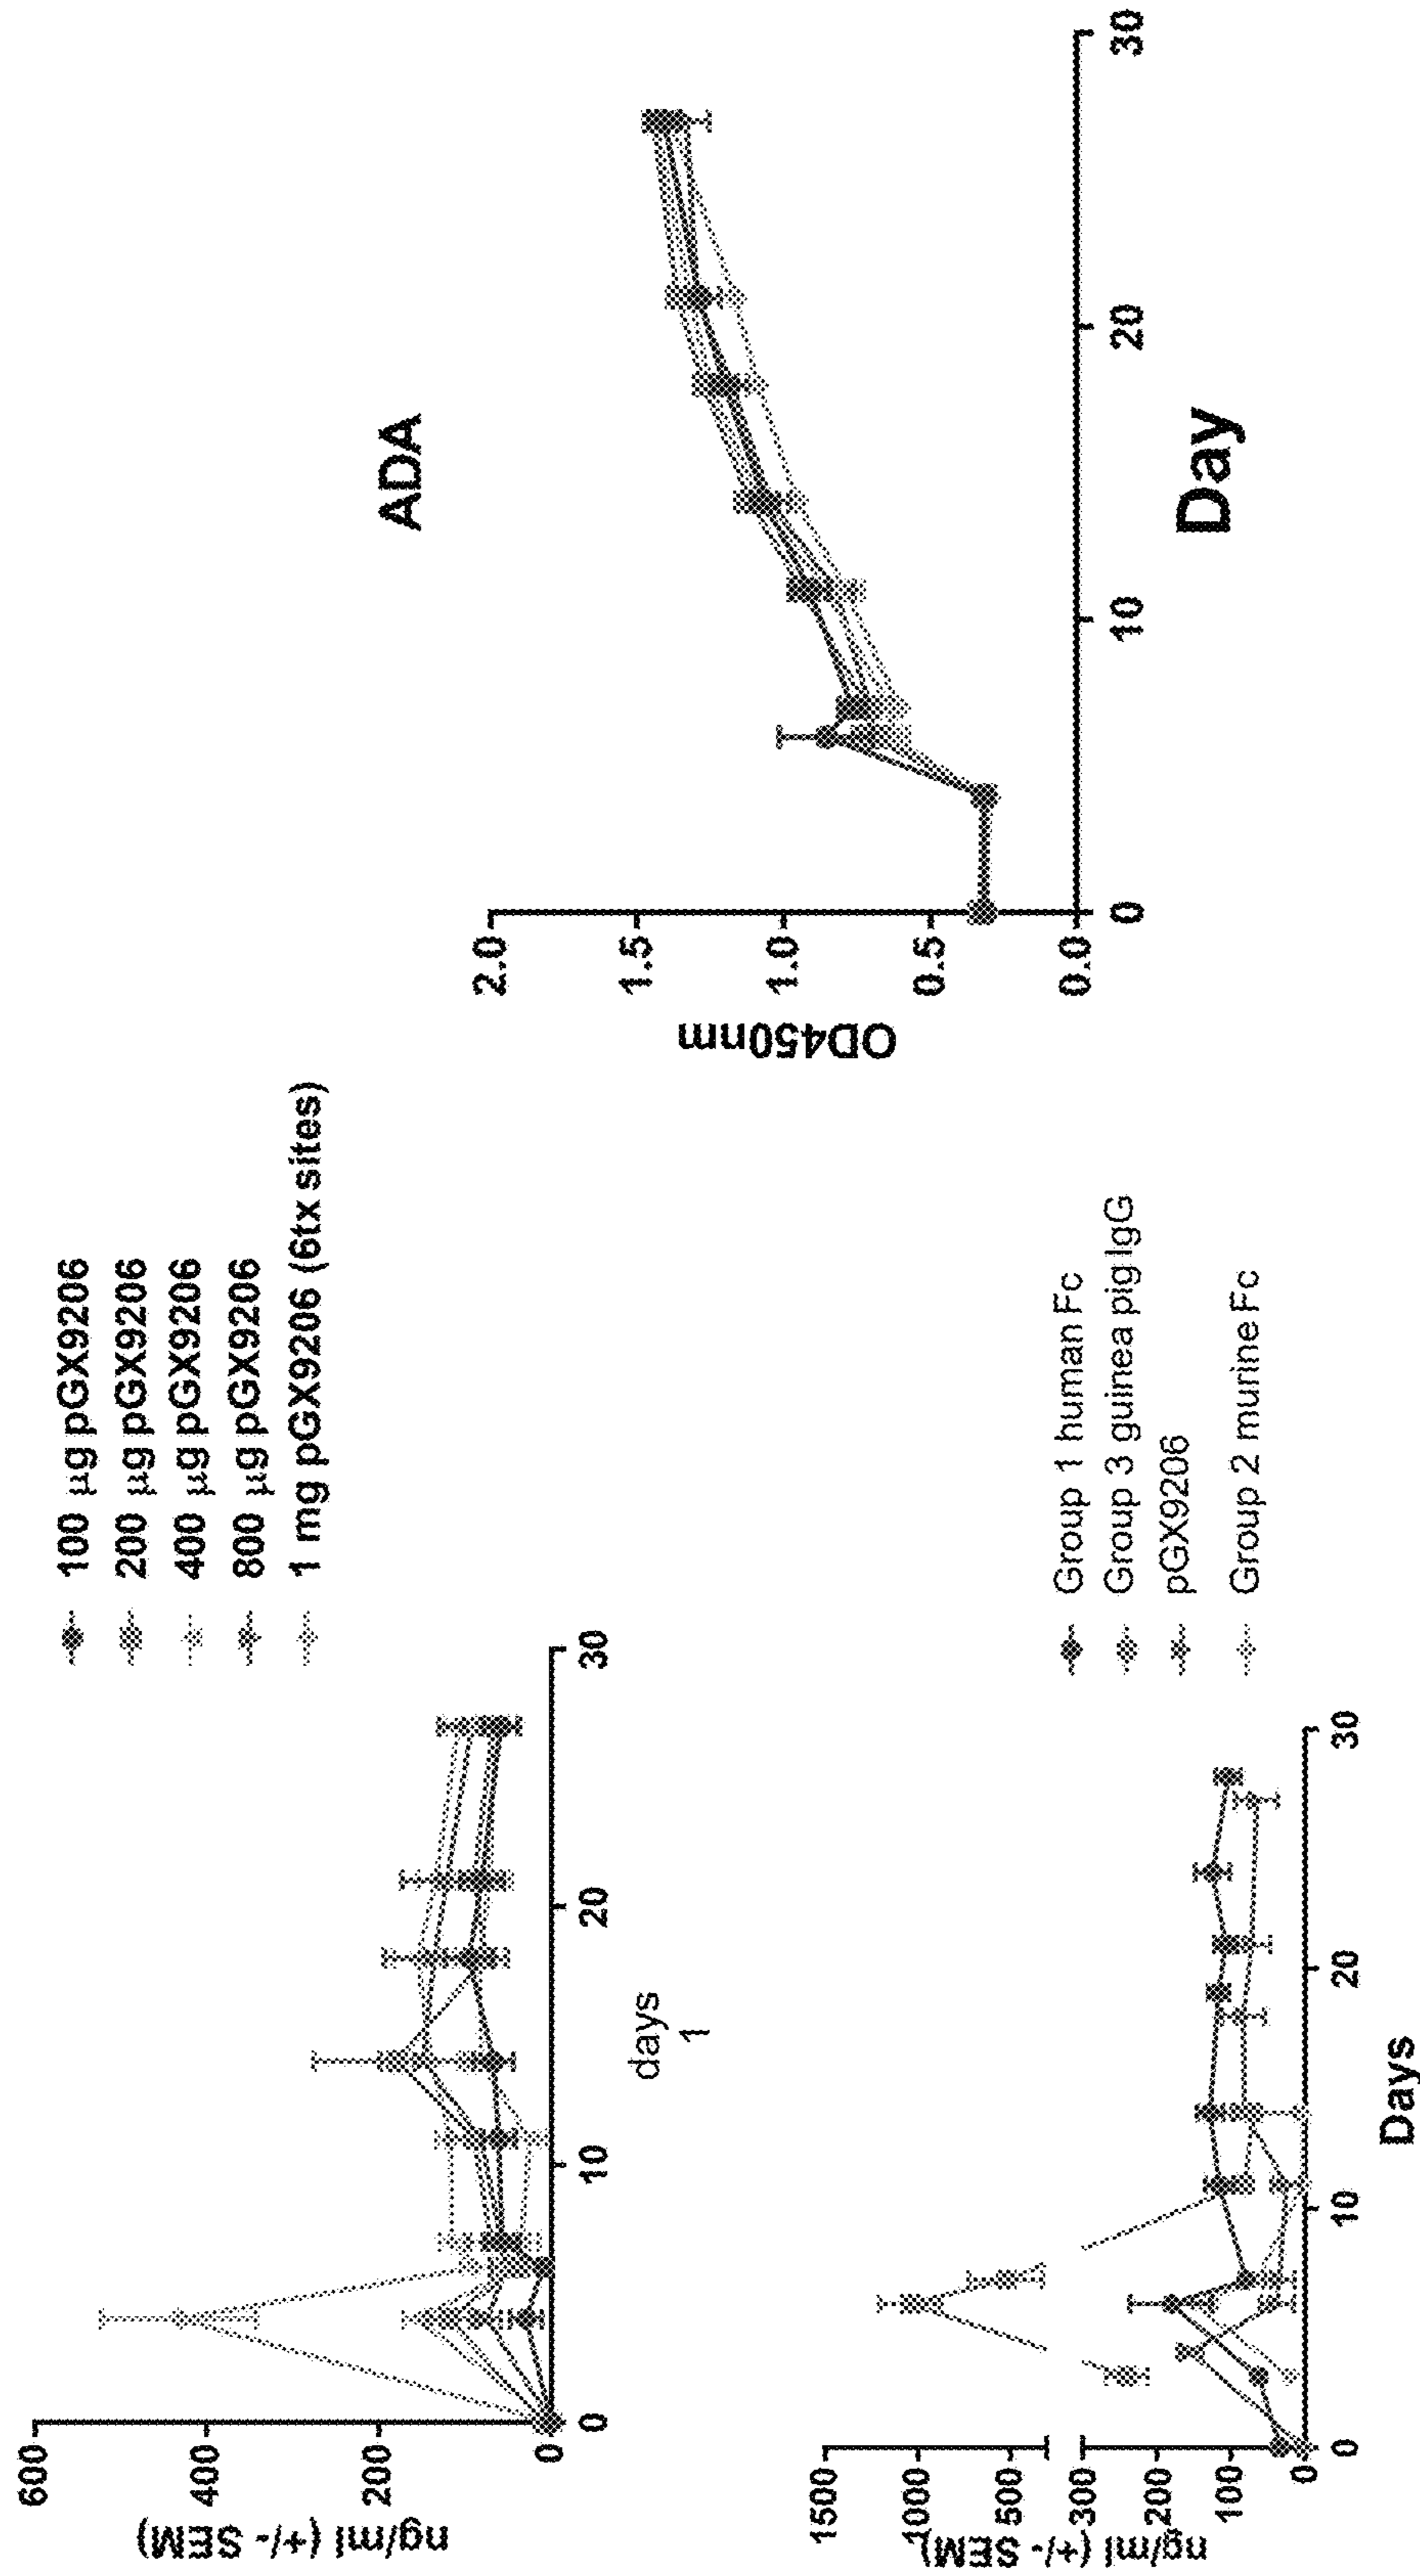 600
400
200
0
ng/ml (+/- SEM)
0
10
20
30
days
1
100 µg pGX9206
200 µg pGX9206
400 µg pGX9206
800 µg pGX9206
1 mg pGX9206 (6tx sites)
1500
1000
500
300
200
100
0
ng/ml (+/- SEM)
0
10
20
30
Days
Group 1 human Fc
Group 3 guinea pig IgG
pGX9206
Group 2 murine Fc
ADA
2.0
1.5
1.0
0.5
0.0
OD450nm
0
10
20
30
Day